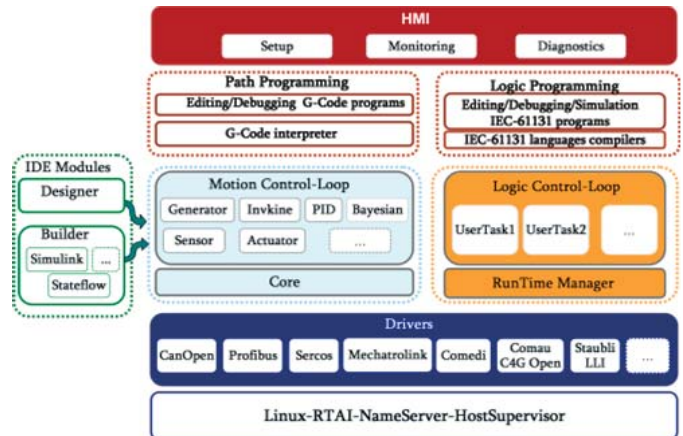 HMI
Setup
Monitoring
Diagnostics
Path Programming
Editing/Debugging G-Code programs
G-Code interpreter
Logic Programming
Editing/Debugging/Simulation
IEC-61131 programs
IEC-61131 languages compilers
IDE Modules
Designer
Builder
Simulink
...
Stateflow
Motion Control-Loop
Generator
Invkine
PID
Bayesian
Sensor
Actuator
...
Core
Logic Control-Loop
UserTask1
UserTask2
...
RunTime Manager
Drivers
CanOpen
Profibus
Sercos
Mechatrolink
Comedi
Comau
C4G Open
Staubli
LLI
...
Linux-RTAI-NameServer-HostSupervisor